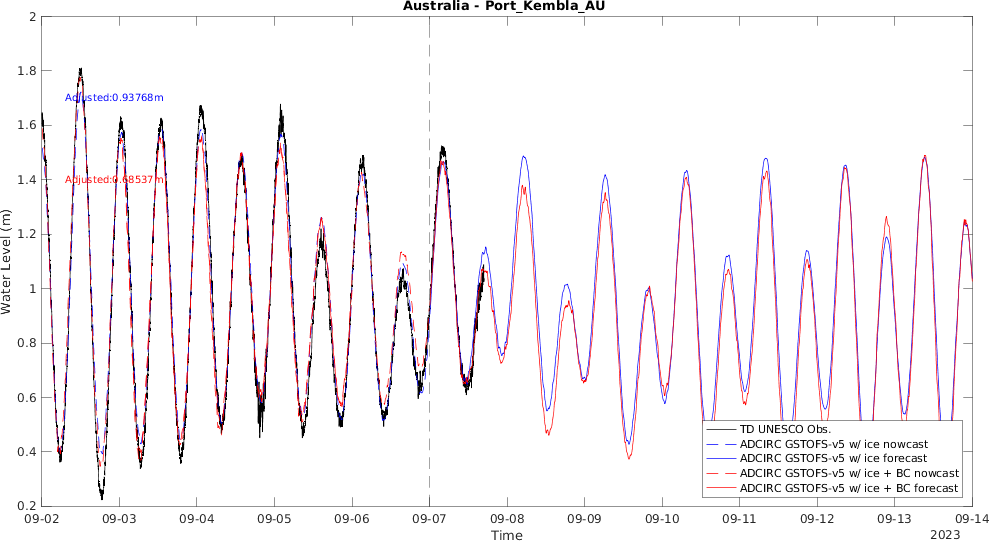 Australia - Port_Kembla_AU
2
1.8
1.6
1.4
1.2
1
0.8
0.6
0.4
0.2
Water Level (m)
Adjusted:0.93768m
Adjusted:0.68537m
TD UNESCO Obs.
ADCIRC GSTOFS-v5 w/ ice nowcast
ADCIRC GSTOFS-v5 w/ ice forecast
ADCIRC GSTOFS-v5 w/ ice + BC nowcast
ADCIRC GSTOFS-v5 w/ ice + BC forecast
09-02 09-03 09-04 09-05 09-06 09-07 09-08 09-09 09-10 09-11 09-12 09-13 09-14
Time
2023